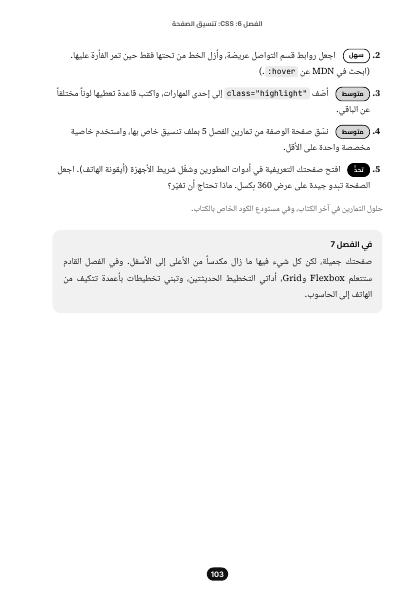 الفصل 6: CSS: تنسيق الصفحة
2. سهل اجعل روابط قسم التواصل عريضة، وأزل الخط من تحتها فقط حين تمر الفأرة عليها.
(ابحث في MDN عن :hover.)
3. متوسط أضف class="highlight" إلى إحدى المهارات، واكتب قاعدة تعطيها لوناً مختلفاً
عن الباقي.
4. متوسط نسّق صفحة الوصفة من تمارين الفصل 5 بملف تنسيق خاص بها، واستخدم خاصية
مخصصة واحدة على الأقل.
5. تحدٍّ افتح صفحتك التعريفية في أدوات المطورين وشغّل شريط الأجهزة (أيقونة الهاتف). اجعل
الصفحة تبدو جيدة على عرض 360 بكسل. ماذا تحتاج أن تغيّر؟
حلول التمارين في آخر الكتاب، وفي مستودع الكود الخاص بالكتاب.
في الفصل 7
صفحتك جميلة، لكن كل شيء فيها ما زال مكدساً من الأعلى إلى الأسفل. وفي الفصل القادم
ستتعلم Flexbox وGrid، أداتي التخطيط الحديثتين، وتبني تخطيطات بأعمدة تتكيف من
الهاتف إلى الحاسوب.
103